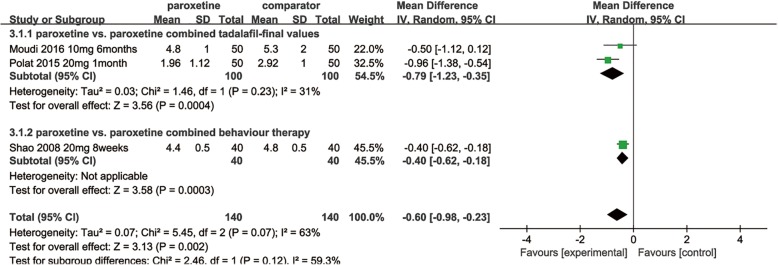 paroxetine comparator Mean Difference Mean Difference
Study or Subgroup Mean SD Total Mean SD Total Weight IV, Random, 95% CI IV, Random, 95% CI
3.1.1 paroxetine vs. paroxetine combined tadalafil-final values
Moudi 2016 10mg 6months 4.8 1 50 5.3 2 50 22.0% -0.50 [-1.12, 0.12]
Polat 2015 20mg 1month 1.96 1.12 50 2.92 1 50 32.5% -0.96 [-1.38, -0.54]
Subtotal (95% CI) 100 100 54.5% -0.79 [-1.23, -0.35]
Heterogeneity: Tau² = 0.03; Chi² = 1.46, df = 1 (P = 0.23); I² = 31%
Test for overall effect: Z = 3.56 (P = 0.0004)
3.1.2 paroxetine vs. paroxetine combined behaviour therapy
Shao 2008 20mg 8weeks 4.4 0.5 40 4.8 0.5 40 45.5% -0.40 [-0.62, -0.18]
Subtotal (95% CI) 40 40 45.5% -0.40 [-0.62, -0.18]
Heterogeneity: Not applicable
Test for overall effect: Z = 3.58 (P = 0.0003)
Total (95% CI) 140 140 100.0% -0.60 [-0.98, -0.23]
Heterogeneity: Tau² = 0.07; Chi² = 5.45, df = 2 (P = 0.07); I² = 63%
Test for overall effect: Z = 3.13 (P = 0.002)
Test for subgroup differences: Chi² = 2.46, df = 1 (P = 0.12), I² = 59.3%
-4 -2 0 2 4
Favours [experimental] Favours [control]